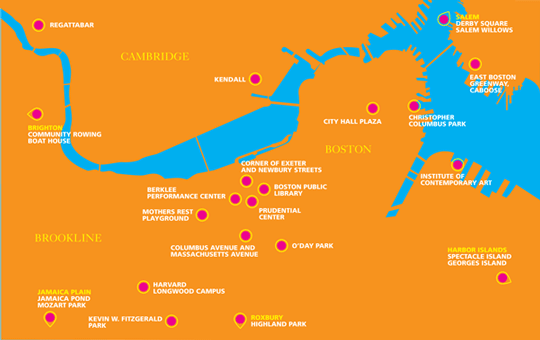 REGATTABAR
SALEM
DERBY SQUARE
SALEM WILLOWS
CAMBRIDGE
KENDALL
EAST BOSTON
GREENWAY,
CABOOSE
BRIGHTON
COMMUNITY ROWING
BOAT HOUSE
CITY HALL PLAZA
CHRISTOPHER
COLUMBUS PARK
BOSTON
CORNER OF EXETER
AND NEWBURY STREETS
INSTITUTE OF
CONTEMPORARY ART
BERKLEE
PERFORMANCE CENTER
BOSTON PUBLIC
LIBRARY
MOTHERS REST
PLAYGROUND
PRUDENTIAL
CENTER
BROOKLINE
COLUMBUS AVENUE AND
MASSACHUSETTS AVENUE
O'DAY PARK
HARBOR ISLANDS
SPECTACLE ISLAND
GEORGES ISLAND
JAMAICA PLAIN
JAMAICA POND
MOZART PARK
HARVARD
LONGWOOD CAMPUS
KEVIN W. FITZGERALD
PARK
ROXBURY
HIGHLAND PARK